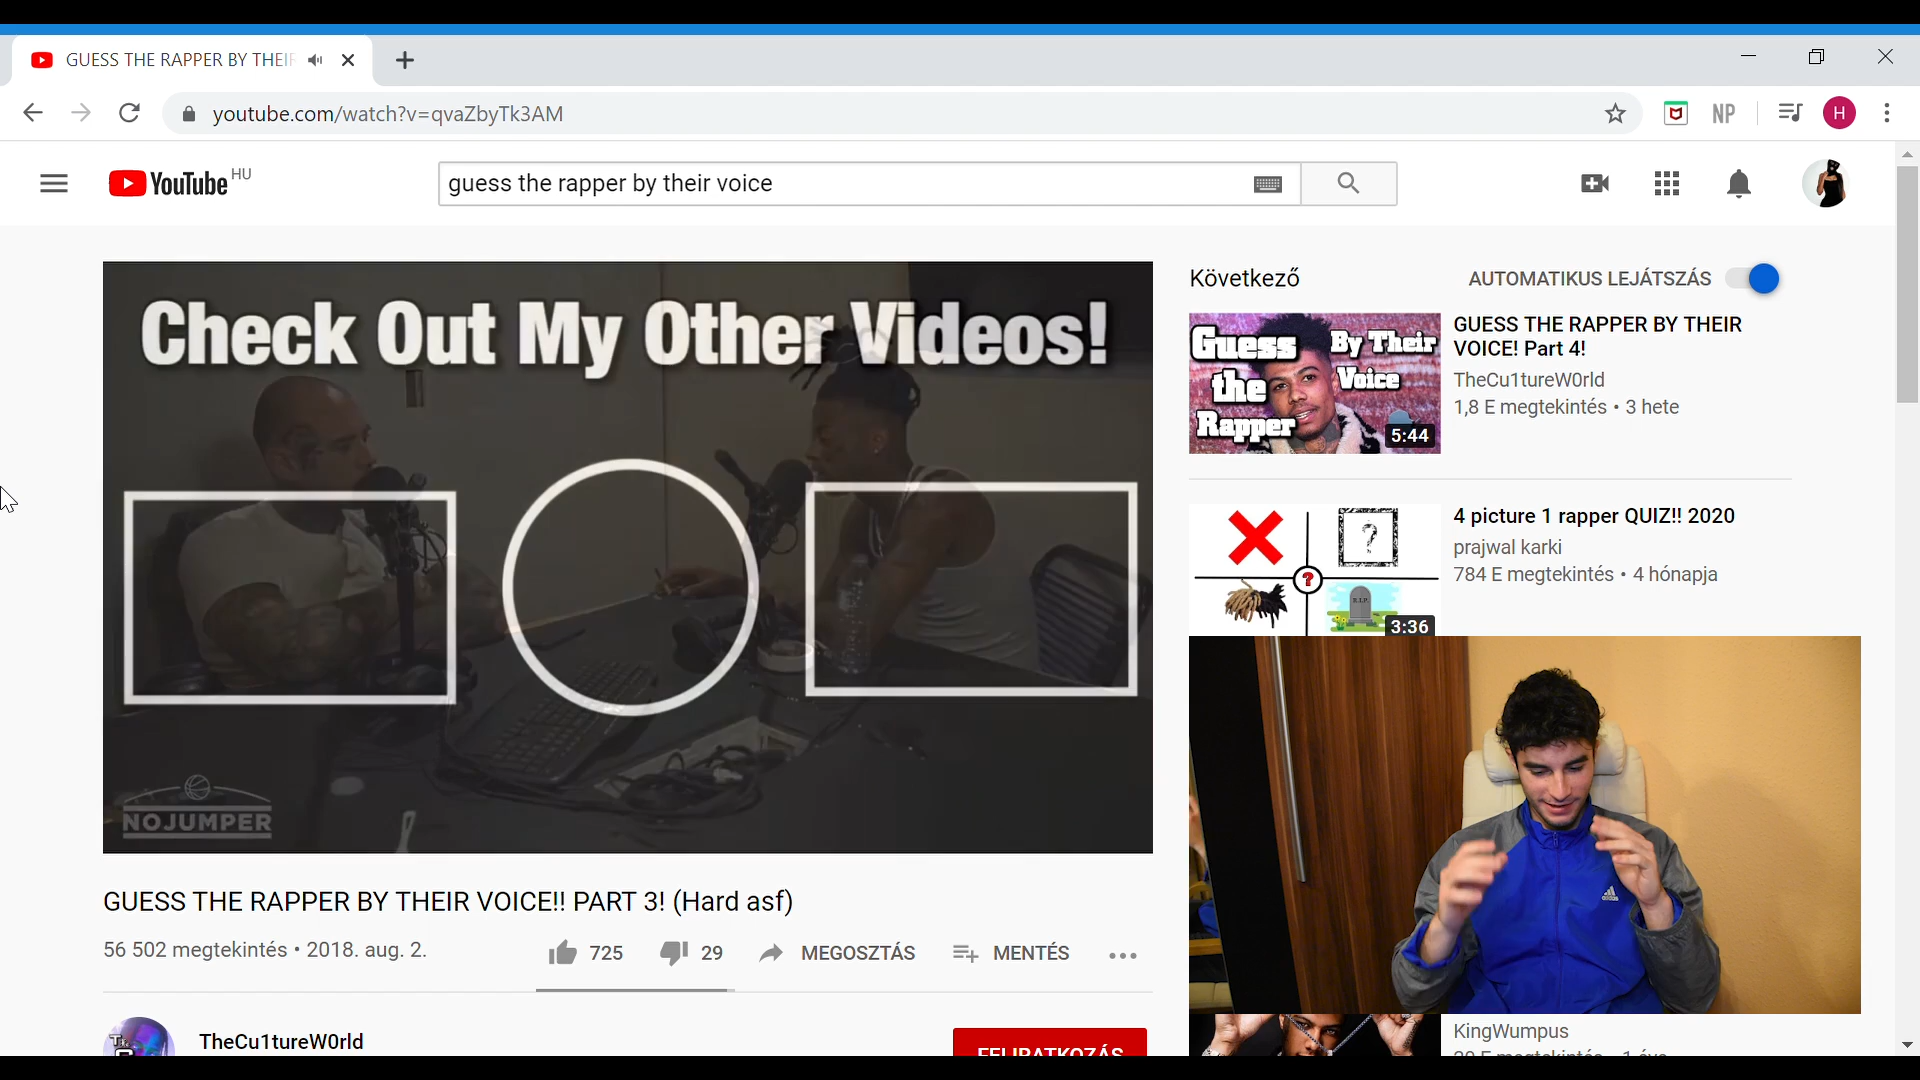 GUESS THE RAPPER BY THEIR
youtube.com/watch?v=qvaZbyTk3AM
NP
H
YouTube HU
guess the rapper by their voice
Check Out My Other Videos!
NOJUMPER
GUESS THE RAPPER BY THEIR VOICE!! PART 3! (Hard asf)
56 502 megtekintés • 2018. aug. 2.
725
29
MEGOSZTÁS
MENTÉS
TheCu1tureW0rld
FELIRATKOZÁS
Következő
AUTOMATIKUS LEJÁTSZÁS
Guess By Their
the Voice
Rapper
5:44
GUESS THE RAPPER BY THEIR
VOICE! Part 4!
TheCu1tureW0rld
1,8 E megtekintés • 3 hete
?
?
R.I.P.
3:36
4 picture 1 rapper QUIZ!! 2020
prajwal karki
784 E megtekintés • 4 hónapja
adidas
KingWumpus